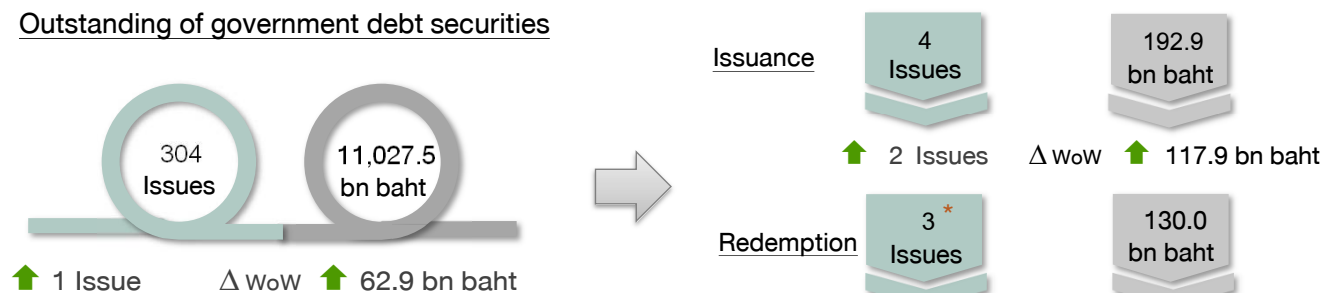 Outstanding of government debt securities
304
Issues
11,027.5
bn baht
1 Issue
Δ WoW
62.9 bn baht
Issuance
4
Issues
192.9
bn baht
2 Issues
Δ WoW
117.9 bn baht
Redemption
3 *
Issues
130.0
bn baht